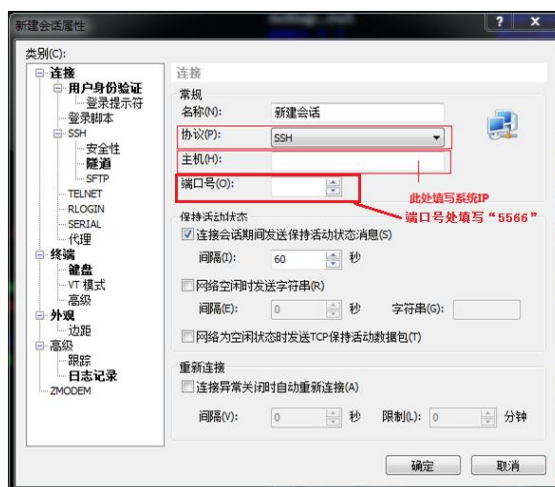 新建会话属性
类别(C):
连接
用户身份验证
登录提示符
登录脚本
SSH
安全性
隧道
SFTP
TELNET
RLOGIN
SERIAL
代理
终端
键盘
VT 模式
高级
外观
边距
高级
跟踪
日志记录
ZMODEM
连接
常规
名称(N): 新建会话
协议(P): SSH
主机(H):
端口号(O):
此处填写系统IP
端口号处填写“5566”
保持活动状态
连接会话期间发送保持活动状态消息(S)
间隔(I): 60 秒
网络空闲时发送字符串(R)
间隔(E): 0 秒 字符串(G):
网络为空闲状态时发送TCP保持活动数据包(T)
重新连接
连接异常关闭时自动重新连接(A)
间隔(V): 0 秒 限制(L): 0 分钟
确定 取消